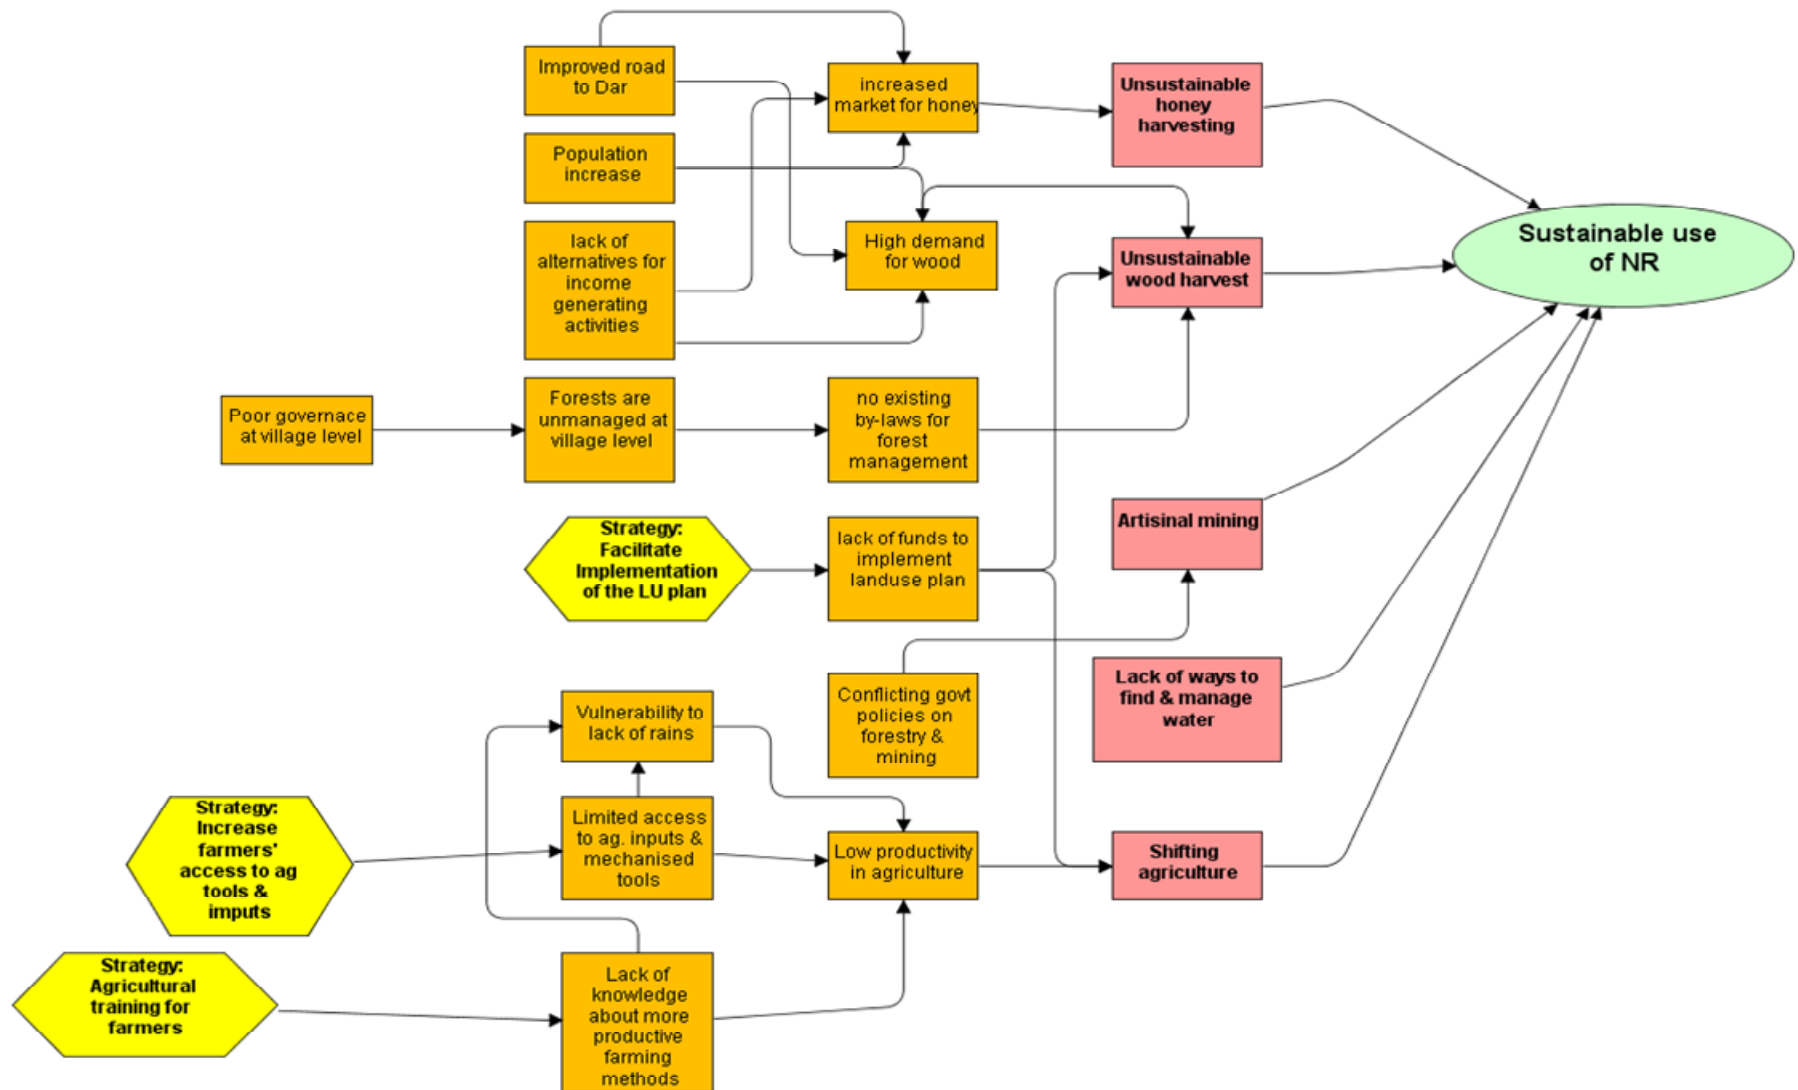 Improved road
to Dar
increased
market for honey
Unsustainable
honey
harvesting
Population
increase
lack of
alternatives for
income
generating
activities
High demand
for wood
Unsustainable
wood harvest
Sustainable use
of NR
Poor governace
at village level
Forests are
unmanaged at
village level
no existing
by-laws for
forest
management
Strategy:
Facilitate
Implementation
of the LU plan
lack of funds to
implement
landuse plan
Artisinal mining
Conflicting govt
policies on
forestry &
mining
Lack of ways to
find & manage
water
Vulnerability to
lack of rains
Strategy:
Increase
farmers'
access to ag
tools &
imputs
Limited access
to ag. inputs &
mechanised
tools
Low productivity
in agriculture
Shifting
agriculture
Strategy:
Agricultural
training for
farmers
Lack of
knowledge
about more
productive
farming
methods